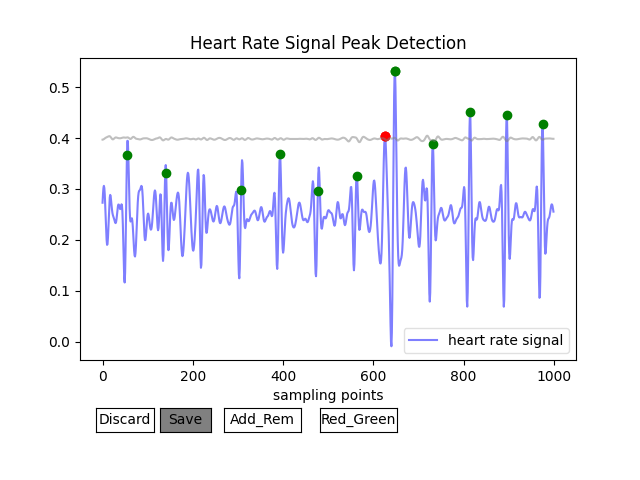 Heart Rate Signal Peak Detection
0.5
0.4
0.3
0.2
0.1
0.0
heart rate signal
0 200 400 600 800 1000
sampling points
Discard Save Add_Rem Red_Green